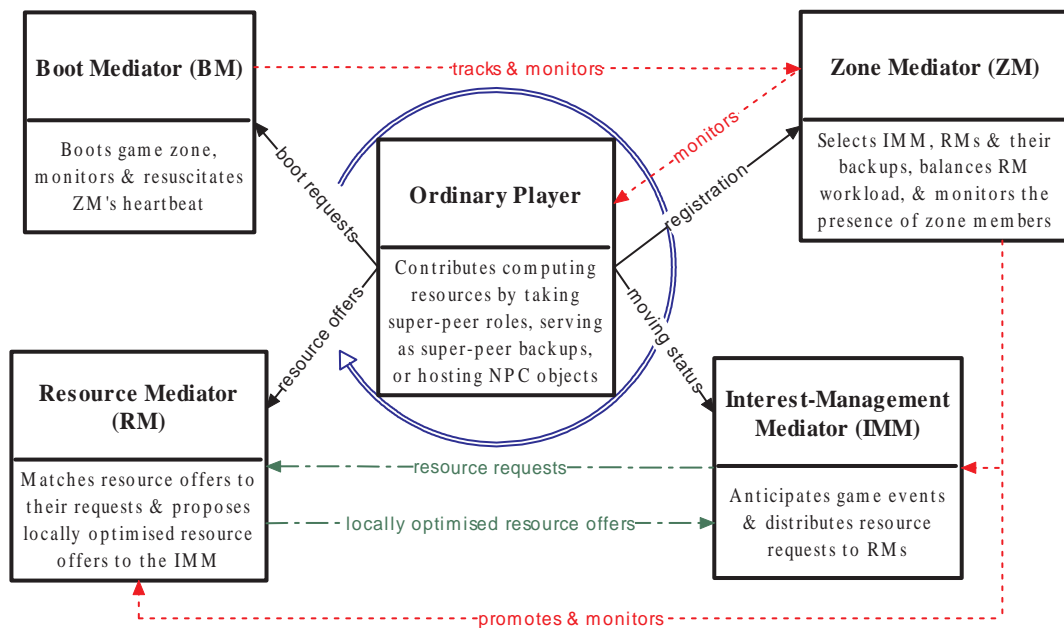 Boot Mediator (BM)
Boots game zone,
monitors & resuscitates
ZM's heartbeat
tracks & monitors
Zone Mediator (ZM)
Selects IMM, RMs & their
backups, balances RM
workload, & monitors the
presence of zone members
monitors
boot requests
registration
Ordinary Player
Contributes computing
resources by taking
super-peer roles, serving
as super-peer backups,
or hosting NPC objects
resource offers
moving status
Resource Mediator
(RM)
Matches resource offers to
their requests & proposes
locally optimised resource
offers to the IMM
resource requests
locally optimised resource offers
Interest-Management
Mediator (IMM)
Anticipates game events
& distributes resource
requests to RMs
promotes & monitors